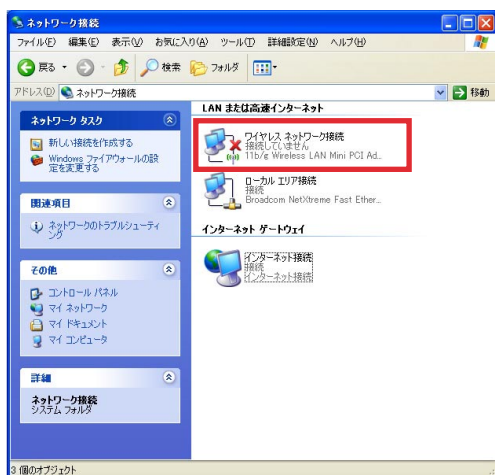 ネットワーク接続
ファイル(F) 編集(E) 表示(V) お気に入り(A) ツール(T) 詳細設定(N) ヘルプ(H)
戻る 検索 フォルダ
アドレス(D) ネットワーク接続 移動
ネットワーク タスク
新しい接続を作成する
Windows ファイアウォールの設
定を変更する
関連項目
ネットワークのトラブルシューティ
ング
その他
コントロール パネル
マイ ネットワーク
マイ ドキュメント
マイ コンピュータ
詳細
ネットワーク接続
システム フォルダ
LAN または高速インターネット
ワイヤレス ネットワーク接続
接続していません
11b/g Wireless LAN Mini PCI Ad...
ローカル エリア接続
接続
Broadcom NetXtreme Fast Ether...
インターネット ゲートウェイ
インターネット接続
接続
インターネット接続
3 個のオブジェクト